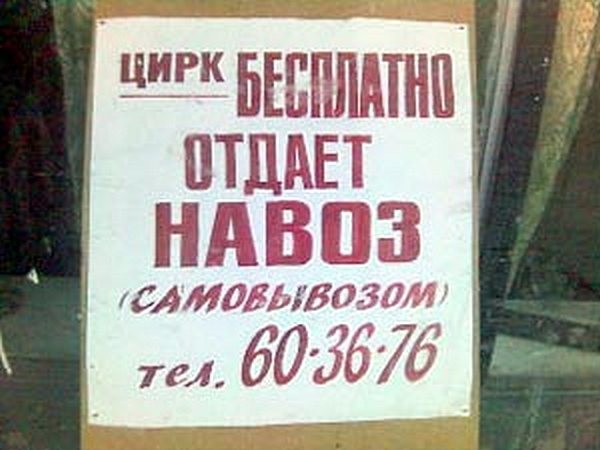 ЦИРК БЕСПЛАТНО
ОТДАЕТ
НАВОЗ
(САМОВЫВОЗОМ)
тел. 60-36-76